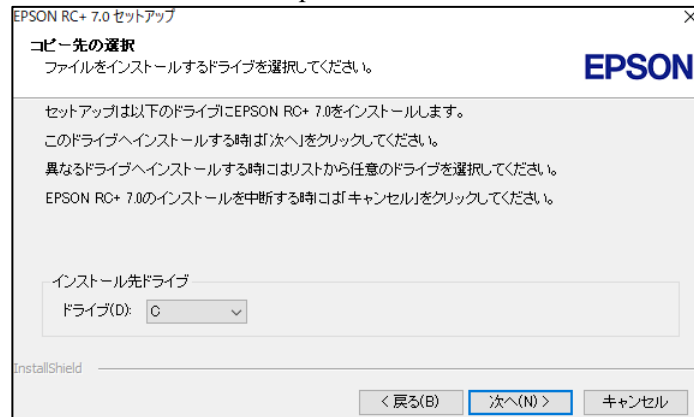 EPSON RC+ 7.0 セットアップ
コピー先の選択
ファイルをインストールするドライブを選択してください。
EPSON
セットアップは以下のドライブにEPSON RC+ 7.0をインストールします。
このドライブへインストールする時は「次へ」をクリックしてください。
異なるドライブへインストールする時にはリストから任意のドライブを選択してください。
EPSON RC+ 7.0のインストールを中断する時には「キャンセル」をクリックしてください。
インストール先ドライブ
ドライブ(D): C
InstallShield
< 戻る(B) 次へ(N) > キャンセル